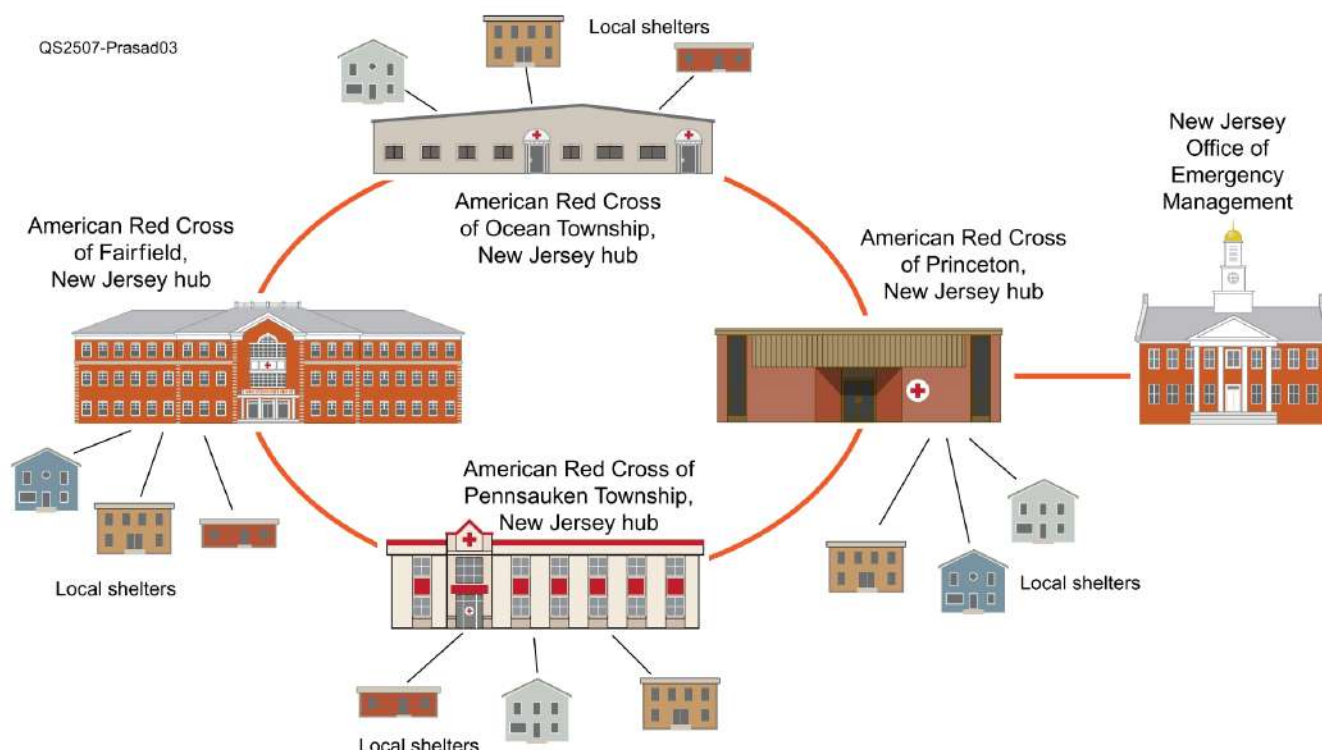 QS2507-Prasad03
Local shelters
New Jersey
Office of
Emergency
Management
American Red Cross
of Ocean Township,
New Jersey hub
American Red Cross
of Fairfield,
New Jersey hub
American Red Cross
of Princeton,
New Jersey hub
American Red Cross of
Pennsauken Township,
New Jersey hub
Local shelters
Local shelters
Local shelters